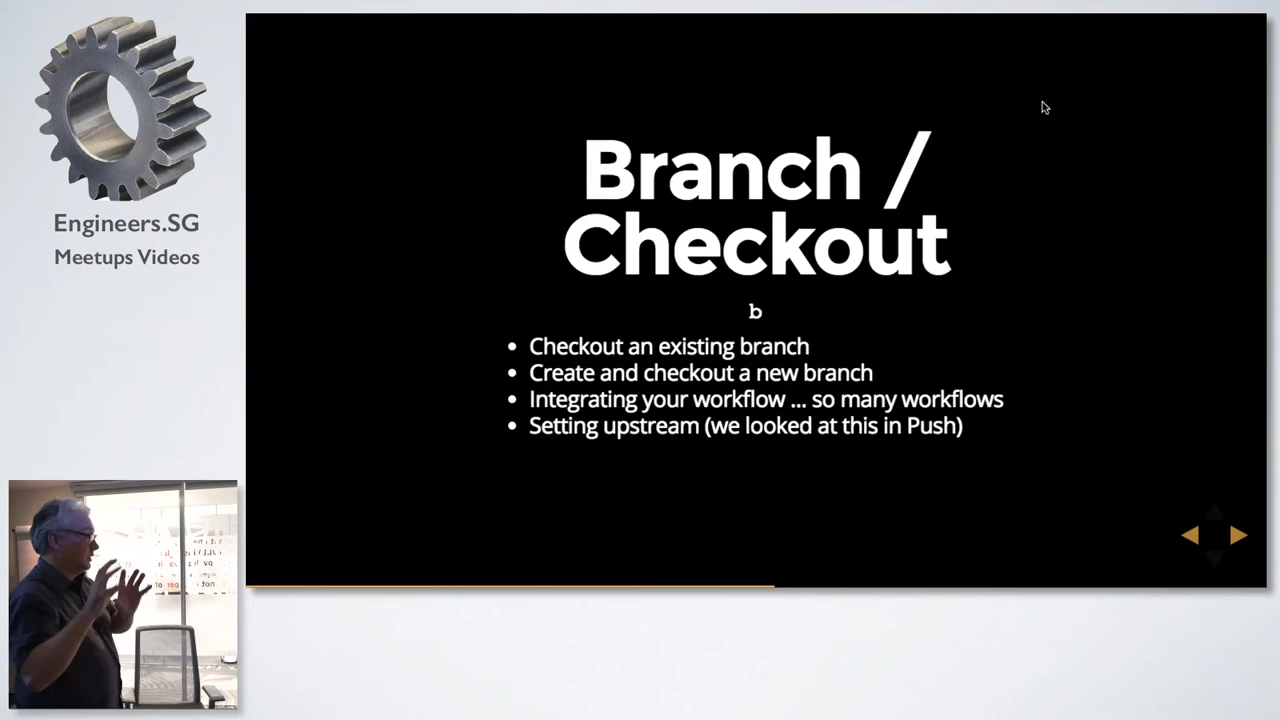 Engineers.SG
Meetups Videos
Branch /
Checkout
b
• Checkout an existing branch
• Create and checkout a new branch
• Integrating your workflow ... so many workflows
• Setting upstream (we looked at this in Push)